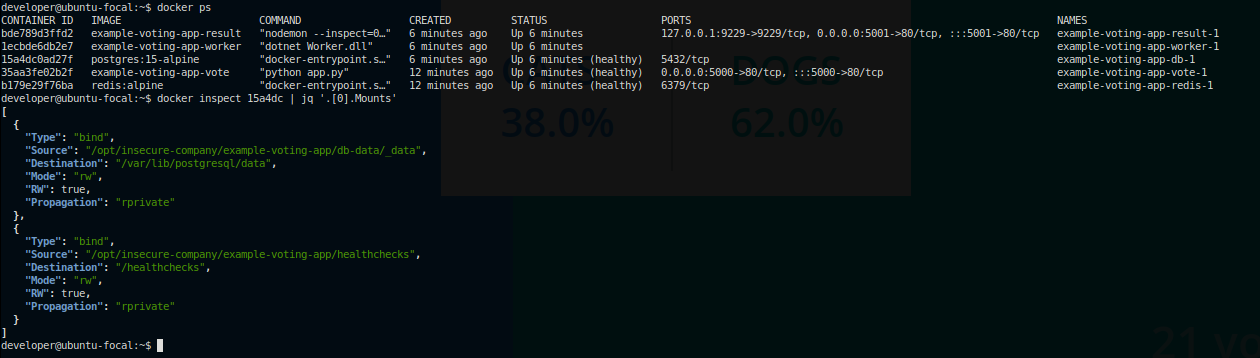 developer@ubuntu-focal:~$ docker ps
CONTAINER ID   IMAGE                       COMMAND                  CREATED          STATUS                   PORTS                                                                NAMES
bde789d3ffd2   example-voting-app-result   "nodemon --inspect=0…"   6 minutes ago    Up 6 minutes             127.0.0.1:9229->9229/tcp, 0.0.0.0:5001->80/tcp, :::5001->80/tcp   example-voting-app-result-1
1ecbde6db2e7   example-voting-app-worker   "dotnet Worker.dll"      6 minutes ago    Up 6 minutes                                                                                  example-voting-app-worker-1
15a4dc0ad27f   postgres:15-alpine          "docker-entrypoint.s…"   6 minutes ago    Up 6 minutes (healthy)   5432/tcp                                                             example-voting-app-db-1
35aa3fe02b2f   example-voting-app-vote     "python app.py"          12 minutes ago   Up 6 minutes (healthy)   0.0.0.0:5000->80/tcp, :::5000->80/tcp                                example-voting-app-vote-1
b179e29f76ba   redis:alpine                "docker-entrypoint.s…"   12 minutes ago   Up 6 minutes (healthy)   6379/tcp                                                             example-voting-app-redis-1
developer@ubuntu-focal:~$ docker inspect 15a4dc | jq '.[0].Mounts'
[
  {
    "Type": "bind",
    "Source": "/opt/insecure-company/example-voting-app/db-data/_data",
    "Destination": "/var/lib/postgresql/data",
    "Mode": "rw",
    "RW": true,
    "Propagation": "rprivate"
  },
  {
    "Type": "bind",
    "Source": "/opt/insecure-company/example-voting-app/healthchecks",
    "Destination": "/healthchecks",
    "Mode": "rw",
    "RW": true,
    "Propagation": "rprivate"
  }
]
developer@ubuntu-focal:~$
DOGS
38.0%
62.0%
21